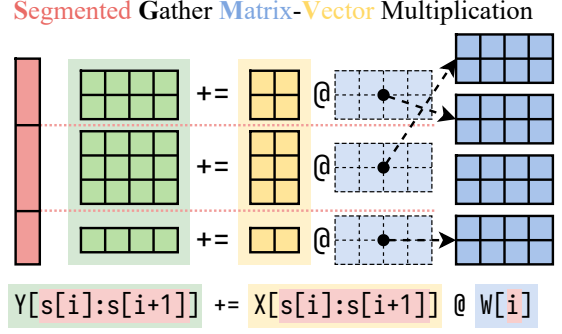 Segmented Gather Matrix-Vector Multiplication
+= @
+= @
+= @
Y[s[i]:s[i+1]] += X[s[i]:s[i+1]] @ W[i]